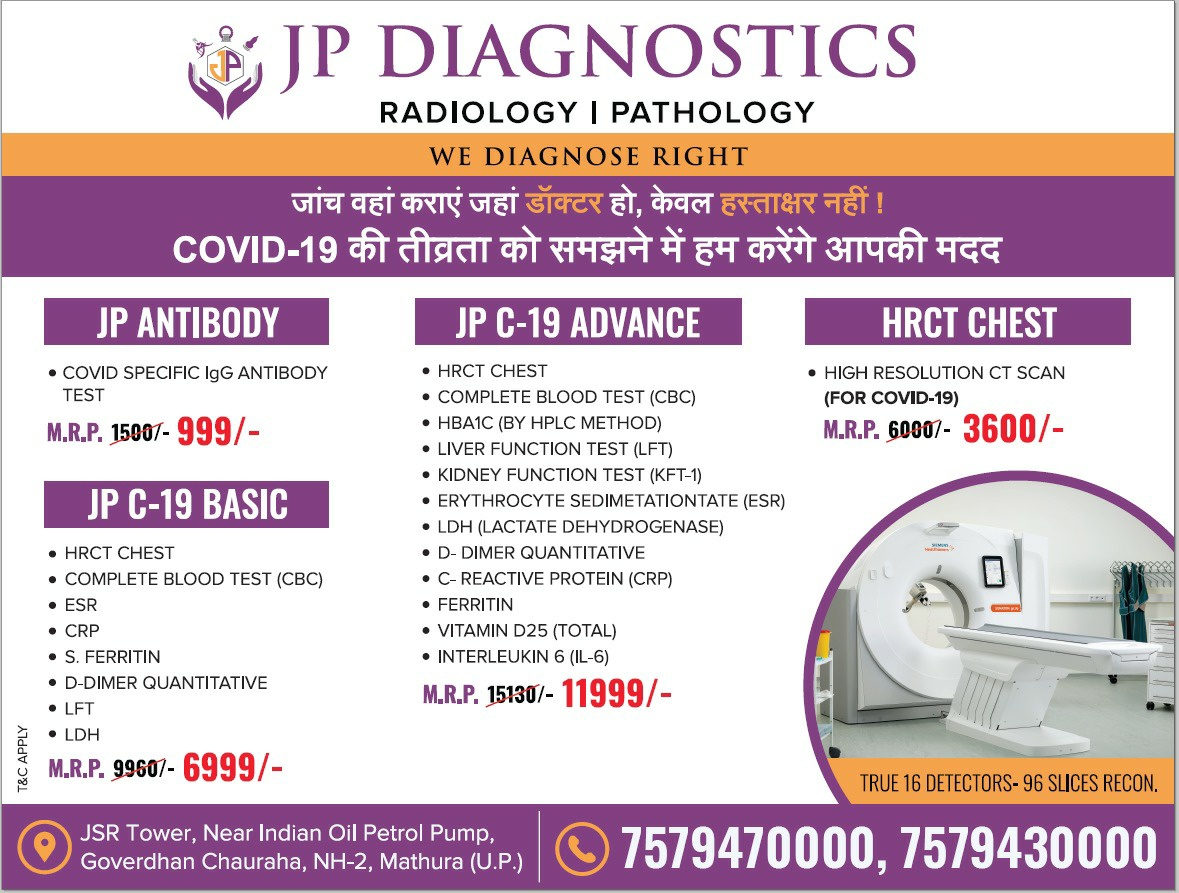 JP
JP DIAGNOSTICS
RADIOLOGY | PATHOLOGY
WE DIAGNOSE RIGHT
जांच वहां कराएं जहां डॉक्टर हो, केवल हस्ताक्षर नहीं !
COVID-19 की तीव्रता को समझने में हम करेंगे आपकी मदद
JP ANTIBODY
• COVID SPECIFIC IgG ANTIBODY
TEST
M.R.P. 1500/- 999/-
JP C-19 BASIC
• HRCT CHEST
• COMPLETE BLOOD TEST (CBC)
• ESR
• CRP
• S. FERRITIN
• D-DIMER QUANTITATIVE
• LFT
• LDH
M.R.P. 9960/- 6999/-
T&C APPLY
JP C-19 ADVANCE
• HRCT CHEST
• COMPLETE BLOOD TEST (CBC)
• HBA1C (BY HPLC METHOD)
• LIVER FUNCTION TEST (LFT)
• KIDNEY FUNCTION TEST (KFT-1)
• ERYTHROCYTE SEDIMETATIONTATE (ESR)
• LDH (LACTATE DEHYDROGENASE)
• D- DIMER QUANTITATIVE
• C- REACTIVE PROTEIN (CRP)
• FERRITIN
• VITAMIN D25 (TOTAL)
• INTERLEUKIN 6 (IL-6)
M.R.P. 15130/- 11999/-
HRCT CHEST
• HIGH RESOLUTION CT SCAN
(FOR COVID-19)
M.R.P. 6000/- 3600/-
SIEMENS
Healthineers
TRUE 16 DETECTORS- 96 SLICES RECON.
JSR Tower, Near Indian Oil Petrol Pump,
Goverdhan Chauraha, NH-2, Mathura (U.P.)
7579470000, 7579430000